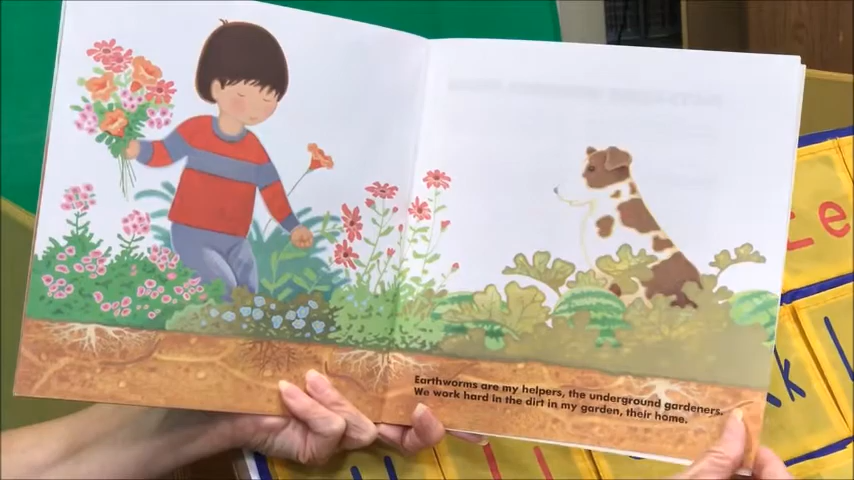 Earthworms are my helpers, the underground gardeners.
We work hard in the dirt in my garden, their home.
e
k
l